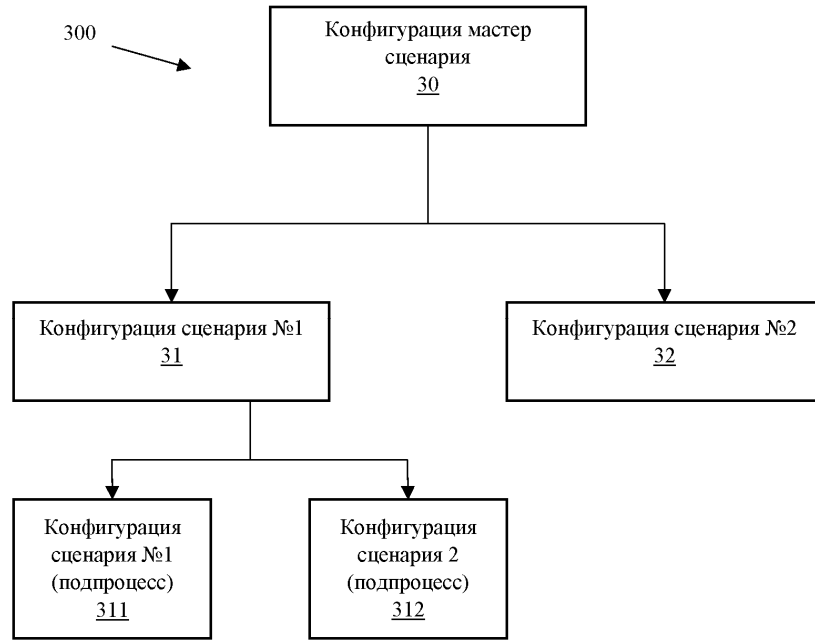 300
Конфигурация мастер
сценария
30
Конфигурация сценария №1
31
Конфигурация сценария №2
32
Конфигурация
сценария №1
(подпроцесс)
311
Конфигурация
сценария 2
(подпроцесс)
312